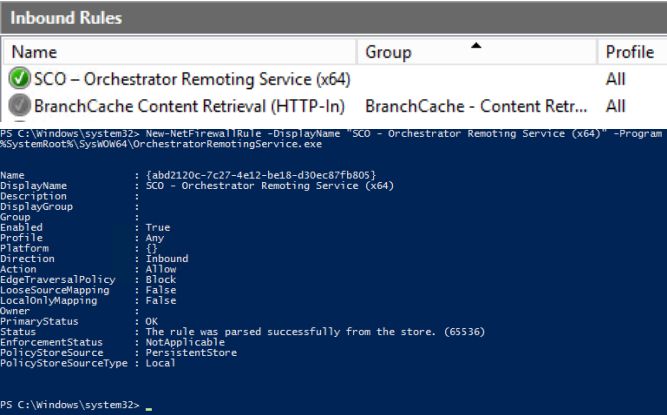 Inbound Rules
Name Group Profile
SCO – Orchestrator Remoting Service (x64) All
BranchCache Content Retrieval (HTTP-In) BranchCache - Content Retr... All
PS C:\Windows\system32> New-NetFirewallRule -DisplayName "SCO - Orchestrator Remoting Service (x64)" -Program
%SystemRoot%\SysWOW64\OrchestratorRemotingService.exe
Name : {abd2120c-7c27-4e12-be18-d30ec87fb805}
DisplayName : SCO - Orchestrator Remoting Service (x64)
Description :
DisplayGroup :
Group :
Enabled : True
Profile : Any
Platform : {}
Direction : Inbound
Action : Allow
EdgeTraversalPolicy : Block
LooseSourceMapping : False
LocalOnlyMapping : False
Owner :
PrimaryStatus : OK
Status : The rule was parsed successfully from the store. (65536)
EnforcementStatus : NotApplicable
PolicyStoreSource : PersistentStore
PolicyStoreSourceType : Local
PS C:\Windows\system32> _